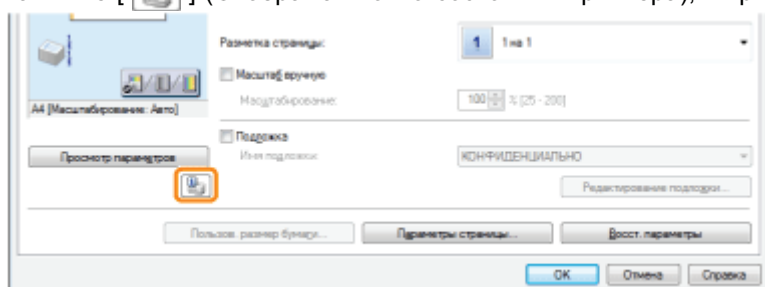 Разметка страницы:
1 1 на 1
Масштаб вручную
Масштабирование:
100 % [25 - 200]
A4 [Масштабирование: Авто]
Подложка
Просмотр параметров
Имя подложки:
КОНФИДЕНЦИАЛЬНО
Редактирование подложки...
Пользов. размер бумаги...
Параметры страницы...
Восст. параметры
OK
Отмена
Справка